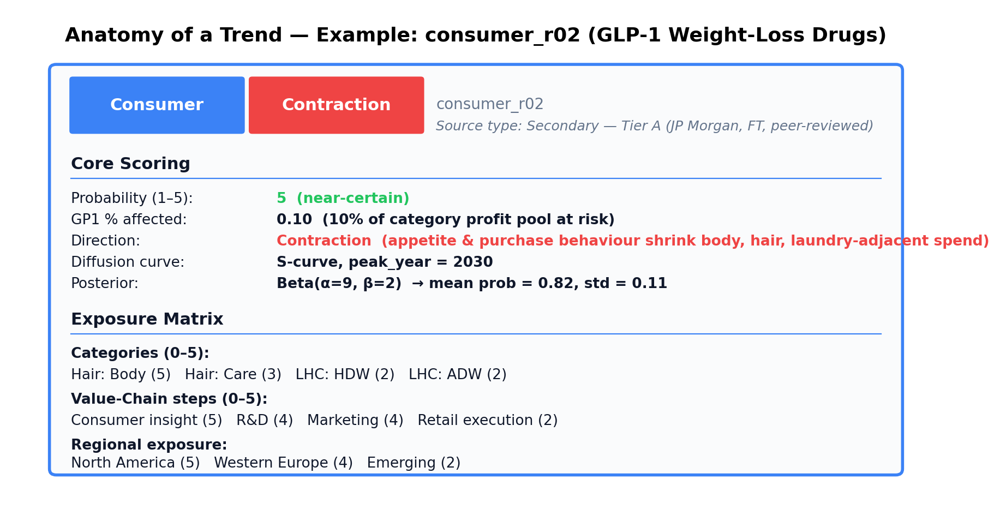 Anatomy of a Trend — Example: consumer_r02 (GLP-1 Weight-Loss Drugs)
Consumer
Contraction
consumer_r02
Source type: Secondary — Tier A (JP Morgan, FT, peer-reviewed)
Core Scoring
Probability (1–5): 5 (near-certain)
GP1 % affected: 0.10 (10% of category profit pool at risk)
Direction: Contraction (appetite & purchase behaviour shrink body, hair, laundry-adjacent spend)
Diffusion curve: S-curve, peak_year = 2030
Posterior: Beta(α=9, β=2) → mean prob = 0.82, std = 0.11
Exposure Matrix
Categories (0–5):
Hair: Body (5) Hair: Care (3) LHC: HDW (2) LHC: ADW (2)
Value-Chain steps (0–5):
Consumer insight (5) R&D (4) Marketing (4) Retail execution (2)
Regional exposure:
North America (5) Western Europe (4) Emerging (2)